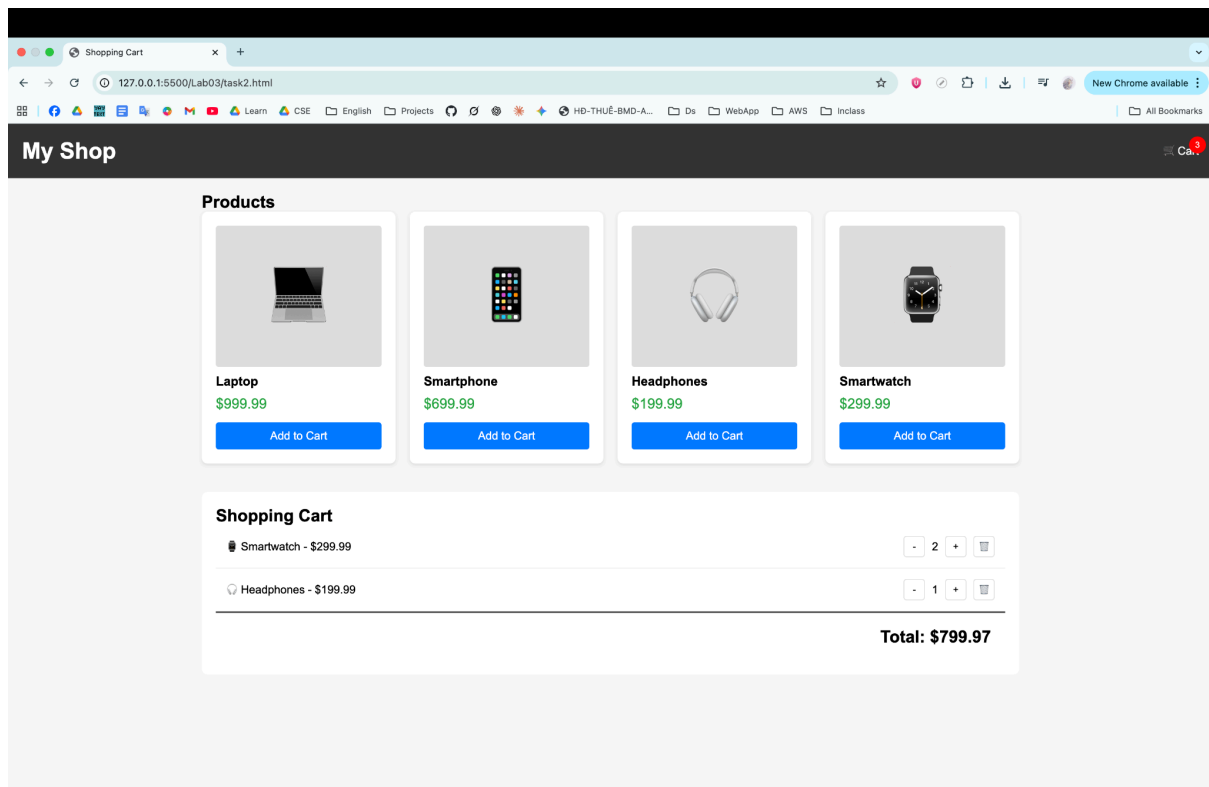 Shopping Cart
127.0.0.1:5500/Lab03/task2.html
New Chrome available
Learn CSE English Projects HĐ-THUÊ-BMD-A... Ds WebApp AWS Inclass All Bookmarks
My Shop
Cart 3
Products
Laptop Smartphone Headphones Smartwatch
$999.99 $699.99 $199.99 $299.99
Add to Cart Add to Cart Add to Cart Add to Cart
Shopping Cart
Smartwatch - $299.99 - 2 +
Headphones - $199.99 - 1 +
Total: $799.97